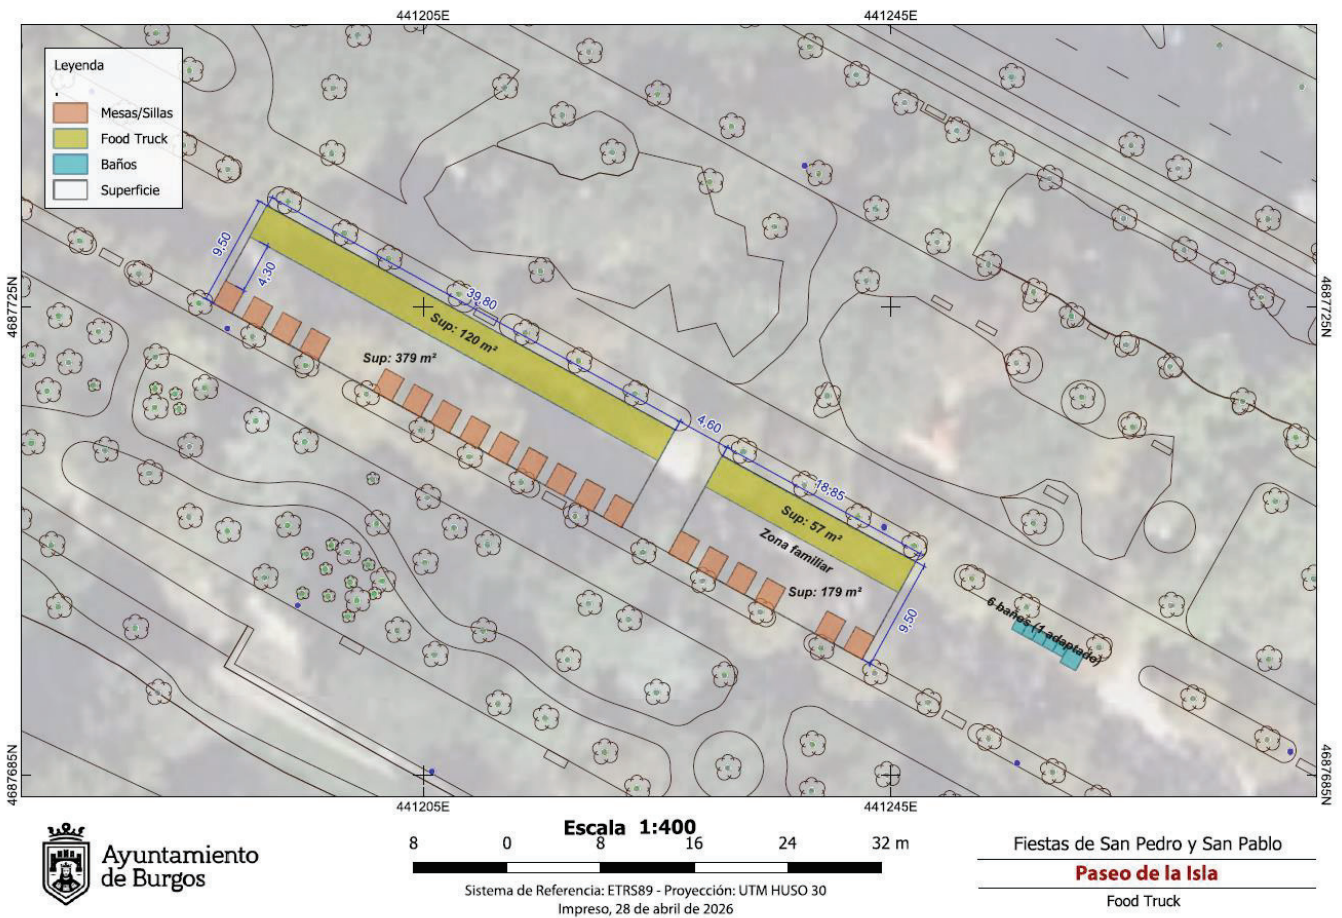 441205E
441245E
Leyenda
Mesas/Sillas
Food Truck
Baños
Superficie
9,50
4,30
39,80
4687725N
4687725N
Sup: 120 m²
Sup: 379 m²
4,60
18,85
Sup: 57 m²
Zona familiar
Sup: 179 m²
9,50
6 baños (1 adaptado)
4687685N
4687685N
441205E
441245E
Escala 1:400
8 0 8 16 24 32 m
Sistema de Referencia: ETRS89 - Proyección: UTM HUSO 30
Impreso, 28 de abril de 2026
Ayuntamiento
de Burgos
Fiestas de San Pedro y San Pablo
Paseo de la Isla
Food Truck